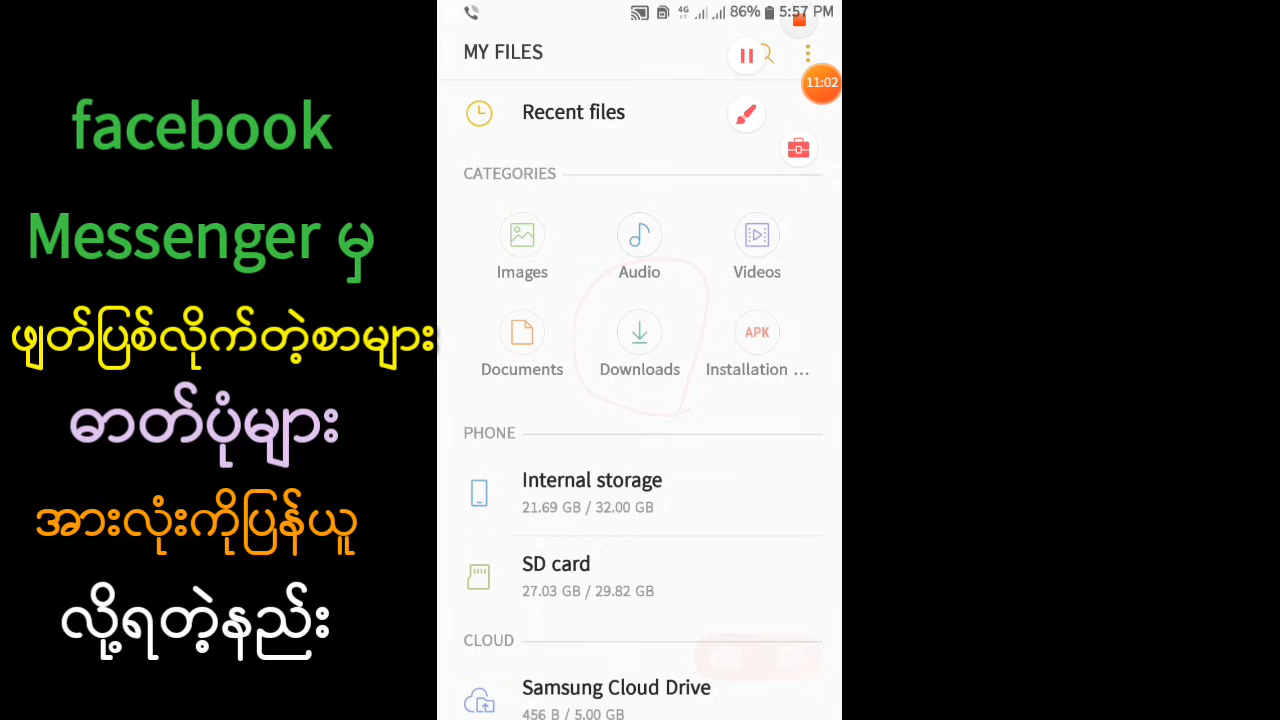 facebook
Messenger မှ
ဖျတ်ပြစ်လိုက်တဲ့စာများ
ဓာတ်ပုံများ
အားလုံးကိုပြန်ယူ
လို့ရတဲ့နည်း
4G 86% 5:57 PM
MY FILES
11:02
Recent files
CATEGORIES
Images Audio Videos
APK
Documents Downloads Installation ...
PHONE
Internal storage
21.69 GB / 32.00 GB
SD card
27.03 GB / 29.82 GB
CLOUD
Samsung Cloud Drive
456 B / 5.00 GB